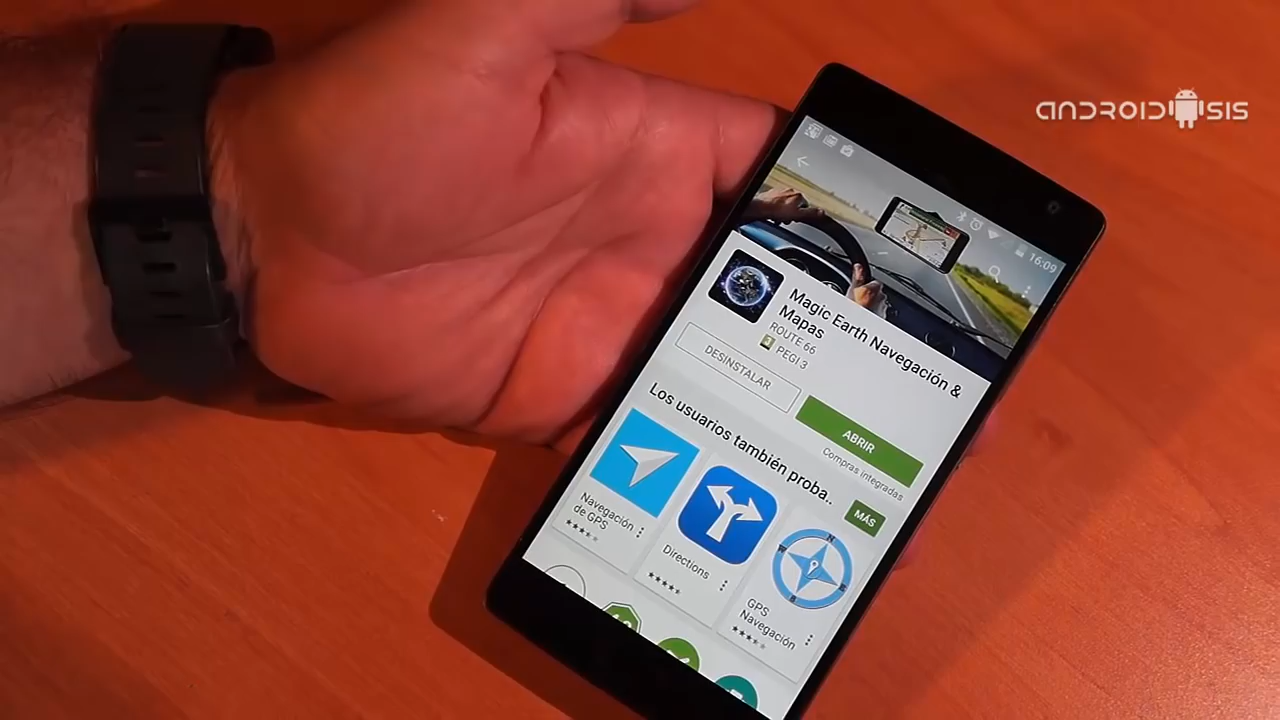 ANDROIDSIS
16:09
Magic Earth Navegación &
Mapas
ROUTE 66
3 PEGI 3
DESINSTALAR
ABRIR
Compras integradas
Los usuarios también proba..
MÁS
Navegación
de GPS
Directions
GPS
Navegación
N
E
S